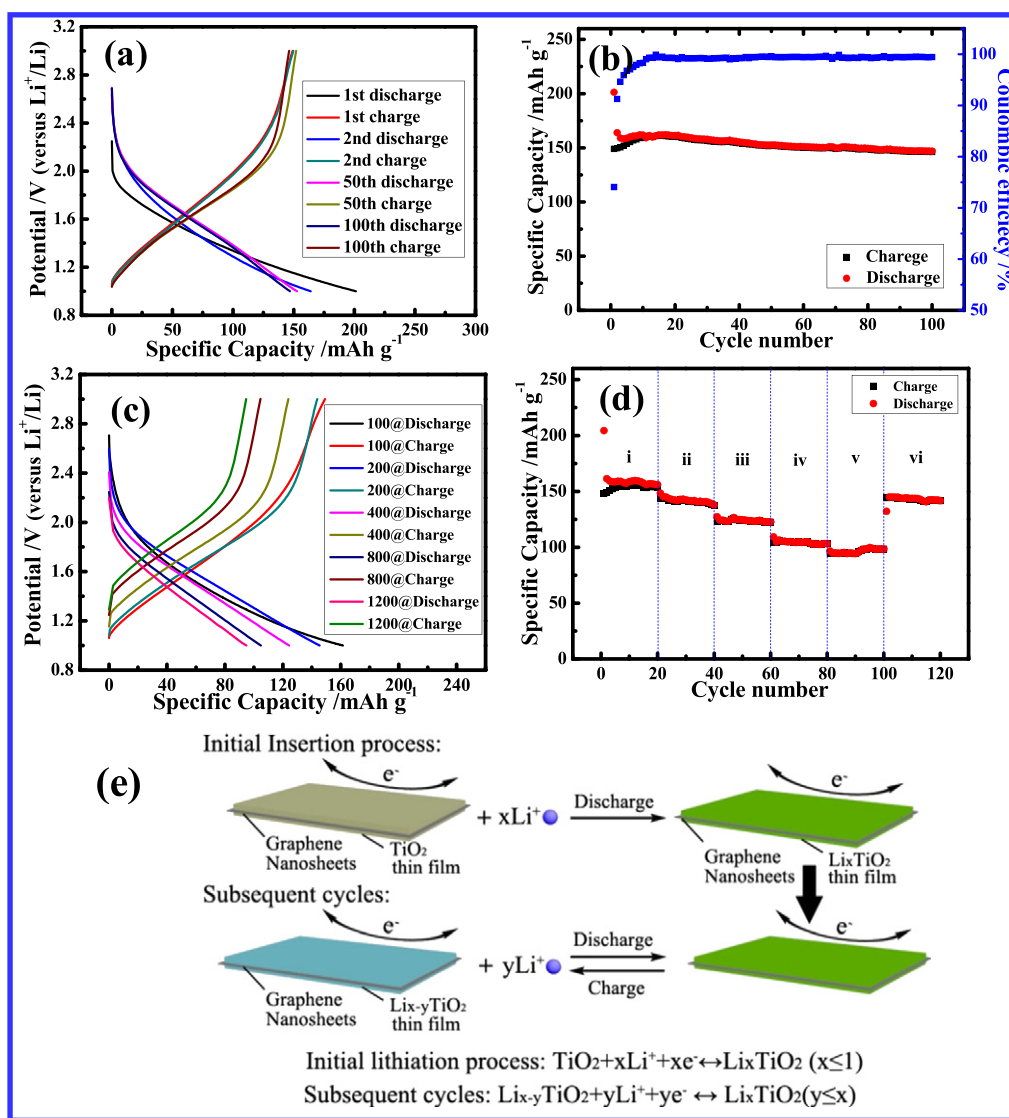 (a)
Potential /V (versus Li⁺/Li)
3.2
2.8
2.4
2.0
1.6
1.2
0.8
1st discharge
1st charge
2nd discharge
2nd charge
50th discharge
50th charge
100th discharge
100th charge
0 50 100 150 200 250 300
Specific Capacity /mAh g⁻¹
(b)
Specific Capacity /mAh g⁻¹
250
200
150
100
50
0
Coulombic efficiecy /%
100
90
80
70
60
50
Charege
Discharge
0 20 40 60 80 100
Cycle number
(c)
Potential /V (versus Li⁺/Li)
3.2
2.8
2.4
2.0
1.6
1.2
0.8
100@Discharge
100@Charge
200@Discharge
200@Charge
400@Discharge
400@Charge
800@Discharge
800@Charge
1200@Discharge
1200@Charge
0 40 80 120 160 200 240
Specific Capacity /mAh g⁻¹
(d)
Specific Capacity /mAh g⁻¹
250
200
150
100
50
0
Charge
Discharge
i ii iii iv v vi
0 20 40 60 80 100 120
Cycle number
(e)
Initial Insertion process:
e⁻
e⁻
+ xLi⁺
Discharge
Graphene
Nanosheets
TiO₂
thin film
Graphene
Nanosheets
LixTiO₂
thin film
Subsequent cycles:
e⁻
e⁻
+ yLi⁺
Discharge
Charge
Graphene
Nanosheets
Lix-yTiO₂
thin film
Initial lithiation process: TiO₂+xLi⁺+xe⁻↔LixTiO₂ (x≤1)
Subsequent cycles: Lix-yTiO₂+yLi⁺+ye⁻ ↔ LixTiO₂(y≤x)